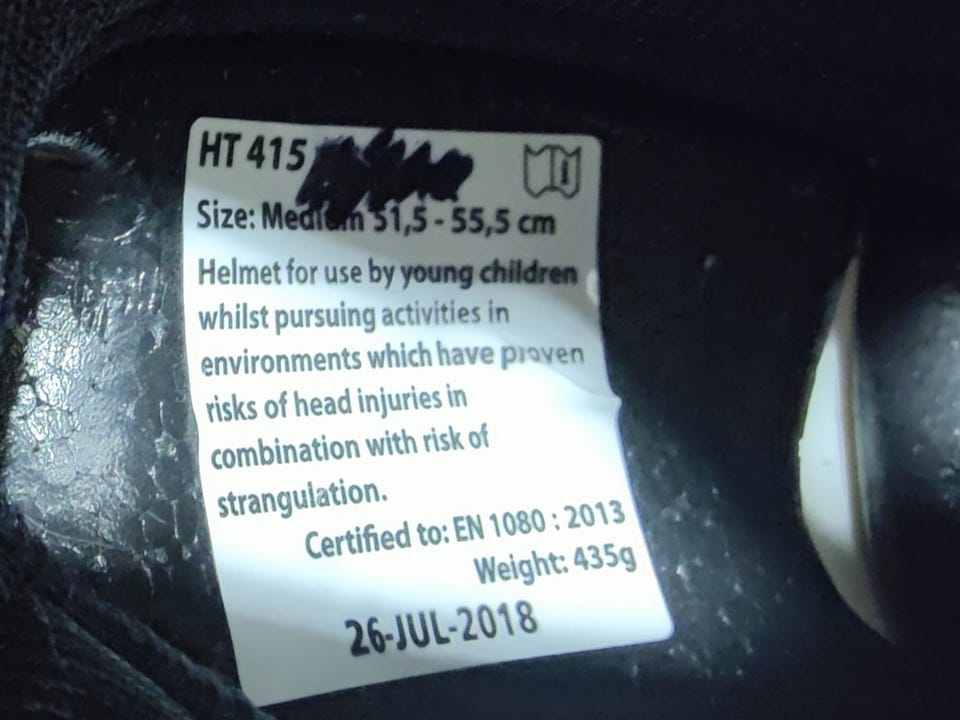 HT 415
Size: Medium 51,5 - 55,5 cm
Helmet for use by young children
whilst pursuing activities in
environments which have proven
risks of head injuries in
combination with risk of
strangulation.
Certified to: EN 1080 : 2013
Weight: 435g
26-JUL-2018